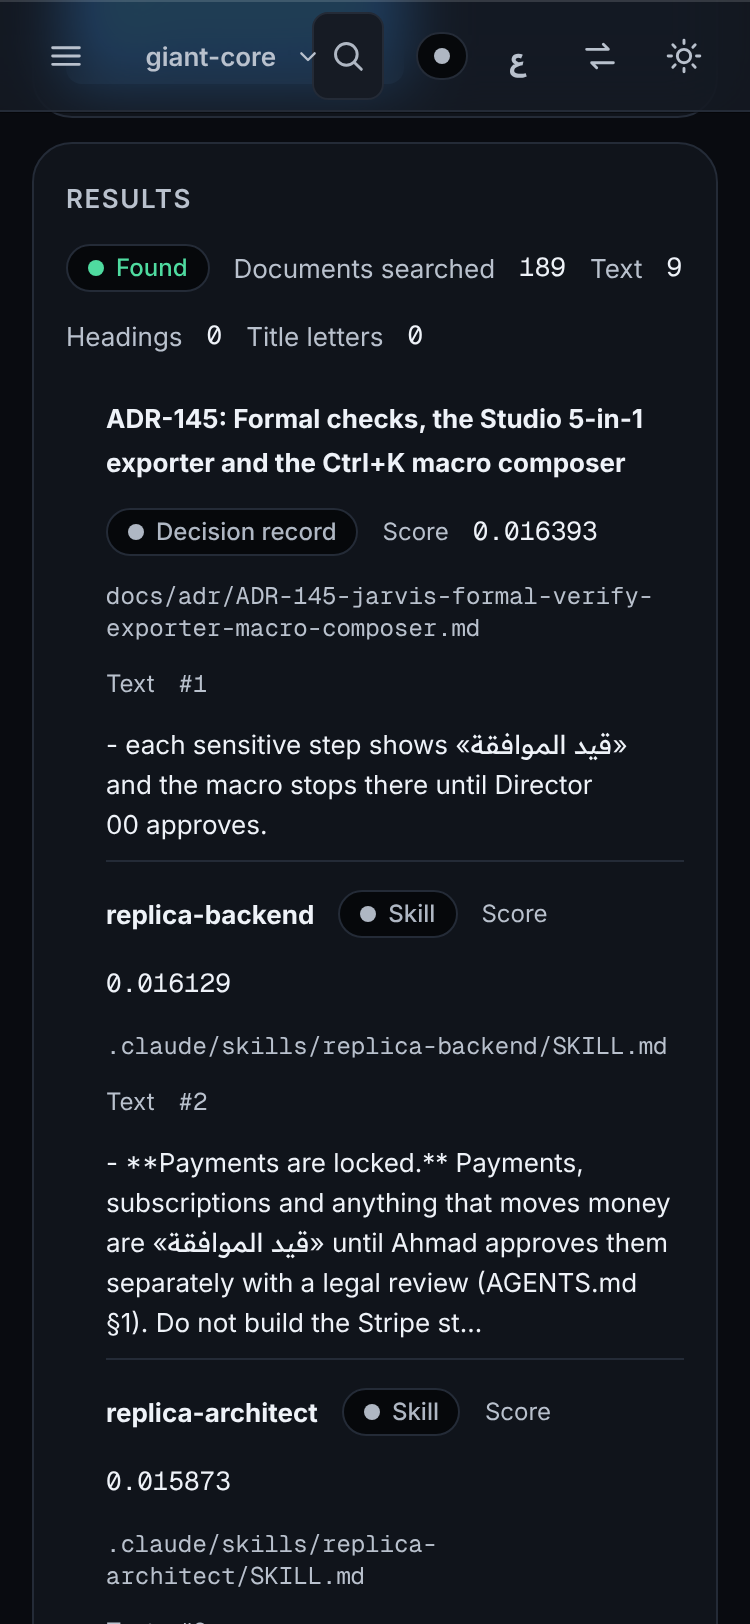 giant-core
ع
RESULTS
Found Documents searched 189 Text 9
Headings 0 Title letters 0
ADR-145: Formal checks, the Studio 5-in-1
exporter and the Ctrl+K macro composer
Decision record Score 0.016393
docs/adr/ADR-145-jarvis-formal-verify-
exporter-macro-composer.md
Text #1
- each sensitive step shows «قيد الموافقة»
and the macro stops there until Director
00 approves.
replica-backend Skill Score
0.016129
.claude/skills/replica-backend/SKILL.md
Text #2
- **Payments are locked.** Payments,
subscriptions and anything that moves money
are «قيد الموافقة» until Ahmad approves them
separately with a legal review (AGENTS.md
§1). Do not build the Stripe st...
replica-architect Skill Score
0.015873
.claude/skills/replica-
architect/SKILL.md